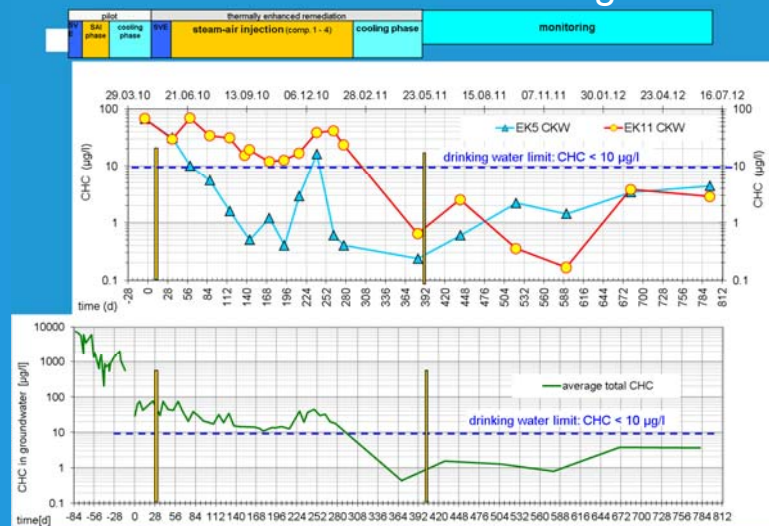 pilot thermally enhanced remediation
SV E SAI phase cooling phase SVE steam-air injection (comp. 1 - 4) cooling phase monitoring
29.03.10 21.06.10 13.09.10 06.12.10 28.02.11 23.05.11 15.08.11 07.11.11 30.01.12 23.04.12 16.07.12
100 100
EK5 CKW EK11 CKW
drinking water limit: CHC < 10 µg/l
10 10
CHC (µg/l) CHC (µg/l)
1 1
0.1 0.1
-28 0 28 56 84 112 140 168 196 224 252 280 308 336 364 392 420 448 476 504 532 560 588 616 644 672 700 728 756 784 812
time (d)
10000
1000
average total CHC
100
drinking water limit: CHC < 10 µg/l
10
CHC in groundwater [µg/l]
1
0.1
-84 -56 -28 0 28 56 84 112 140 168 196 224 252 280 308 336 364 392 420 448 476 504 532 560 588 616 644 672 700 728 756 784 812
time[d]